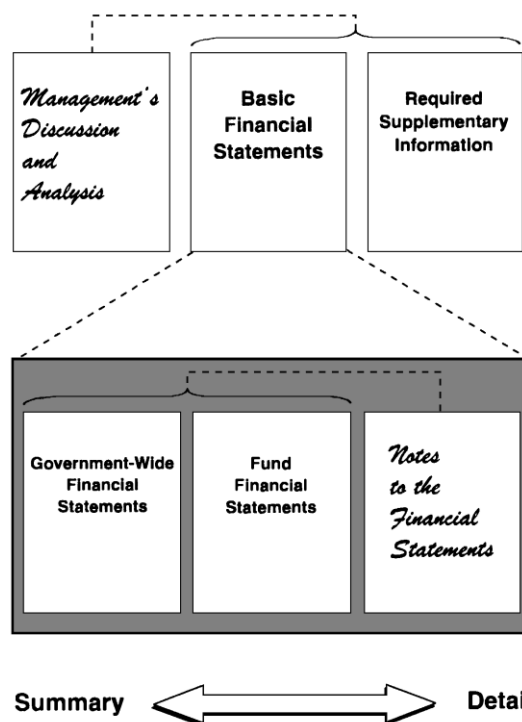 Management's
Discussion
and
Analysis
Basic
Financial
Statements
Required
Supplementary
Information
Government-Wide
Financial
Statements
Fund
Financial
Statements
Notes
to the
Financial
Statements
Summary
Detai